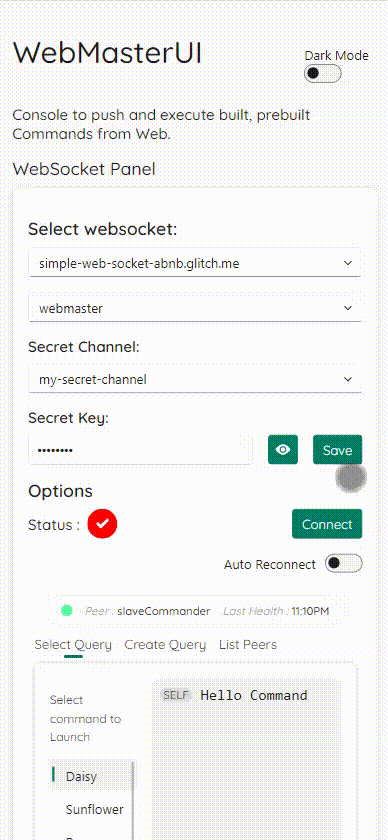 WebMasterUI
Dark Mode
Console to push and execute built, prebuilt
Commands from Web.
WebSocket Panel
Select websocket:
simple-web-socket-abnb.glitch.me
webmaster
Secret Channel:
my-secret-channel
Secret Key:
••••••••
Save
Options
Status :
Connect
Auto Reconnect
Peer : slaveCommander Last Health : 11:10PM
Select Query Create Query List Peers
Select
command to
Launch
SELF Hello Command
Daisy
Sunflower